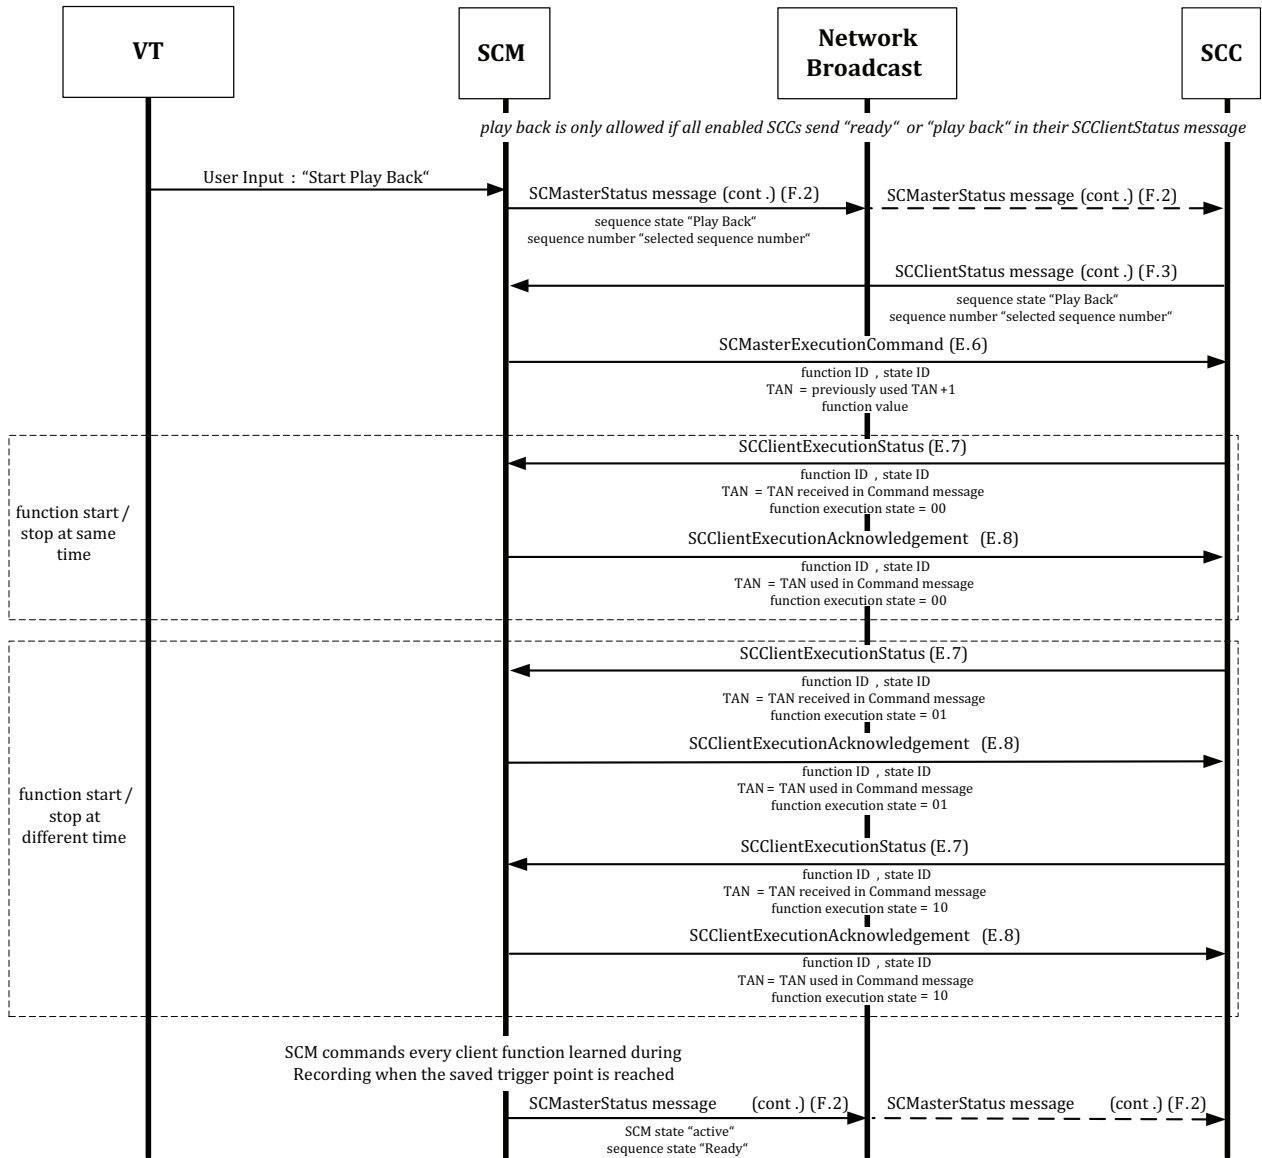 VT
SCM
Network
Broadcast
SCC
play back is only allowed if all enabled SCCs send “ready“ or “play back“ in their SCClientStatus message
User Input : “Start Play Back“
SCMasterStatus message (cont .) (F.2)
SCMasterStatus message (cont .) (F.2)
sequence state “Play Back“
sequence number “selected sequence number“
SCClientStatus message (cont .) (F.3)
sequence state “Play Back“
sequence number “selected sequence number“
SCMasterExecutionCommand (E.6)
function ID , state ID
TAN = previously used TAN +1
function value
function start /
stop at same
time
SCClientExecutionStatus (E.7)
function ID , state ID
TAN = TAN received in Command message
function execution state = 00
SCClientExecutionAcknowledgement (E.8)
function ID , state ID
TAN = TAN used in Command message
function execution state = 00
function start /
stop at
different time
SCClientExecutionStatus (E.7)
function ID , state ID
TAN = TAN received in Command message
function execution state = 01
SCClientExecutionAcknowledgement (E.8)
function ID , state ID
TAN = TAN used in Command message
function execution state = 01
SCClientExecutionStatus (E.7)
function ID , state ID
TAN = TAN received in Command message
function execution state = 10
SCClientExecutionAcknowledgement (E.8)
function ID , state ID
TAN = TAN used in Command message
function execution state = 10
SCM commands every client function learned during
Recording when the saved trigger point is reached
SCMasterStatus message (cont .) (F.2)
SCMasterStatus message (cont .) (F.2)
SCM state “active“
sequence state “Ready“